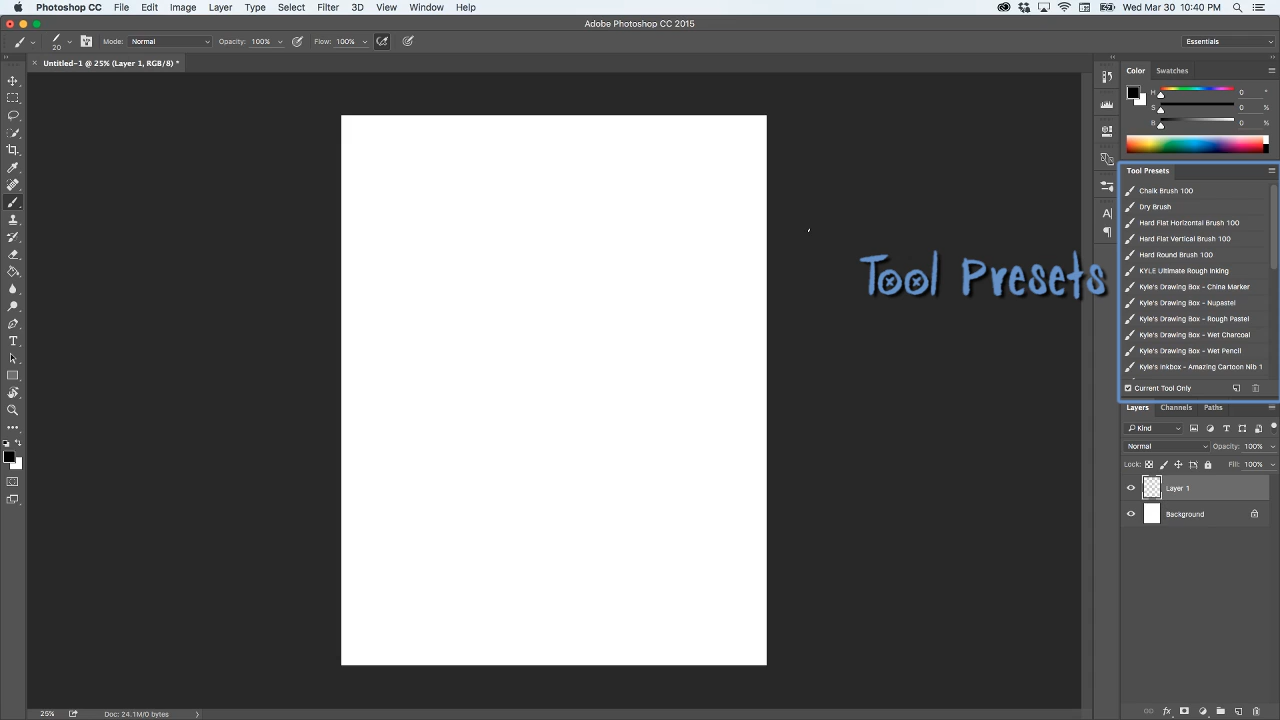 Photoshop CC File Edit Image Layer Type Select Filter 3D View Window Help
Wed Mar 30 10:40 PM
Adobe Photoshop CC 2015
20 Mode: Normal Opacity: 100% Flow: 100%
Essentials
Untitled-1 @ 25% (Layer 1, RGB/8) *
Color Swatches
H 0 °
S 0 %
B 0 %
Tool Presets
Chalk Brush 100
Dry Brush
Hard Flat Horizontal Brush 100
Hard Flat Vertical Brush 100
Hard Round Brush 100
KYLE Ultimate Rough Inking
Kyle's Drawing Box - China Marker
Kyle's Drawing Box - Nupastel
Kyle's Drawing Box - Rough Pastel
Kyle's Drawing Box - Wet Charcoal
Kyle's Drawing Box - Wet Pencil
Kyle's Inkbox - Amazing Cartoon Nib 1
Current Tool Only
Tool Presets
Layers Channels Paths
Kind
Normal Opacity: 100%
Lock: Fill: 100%
Layer 1
Background
25% Doc: 24.1M/0 bytes